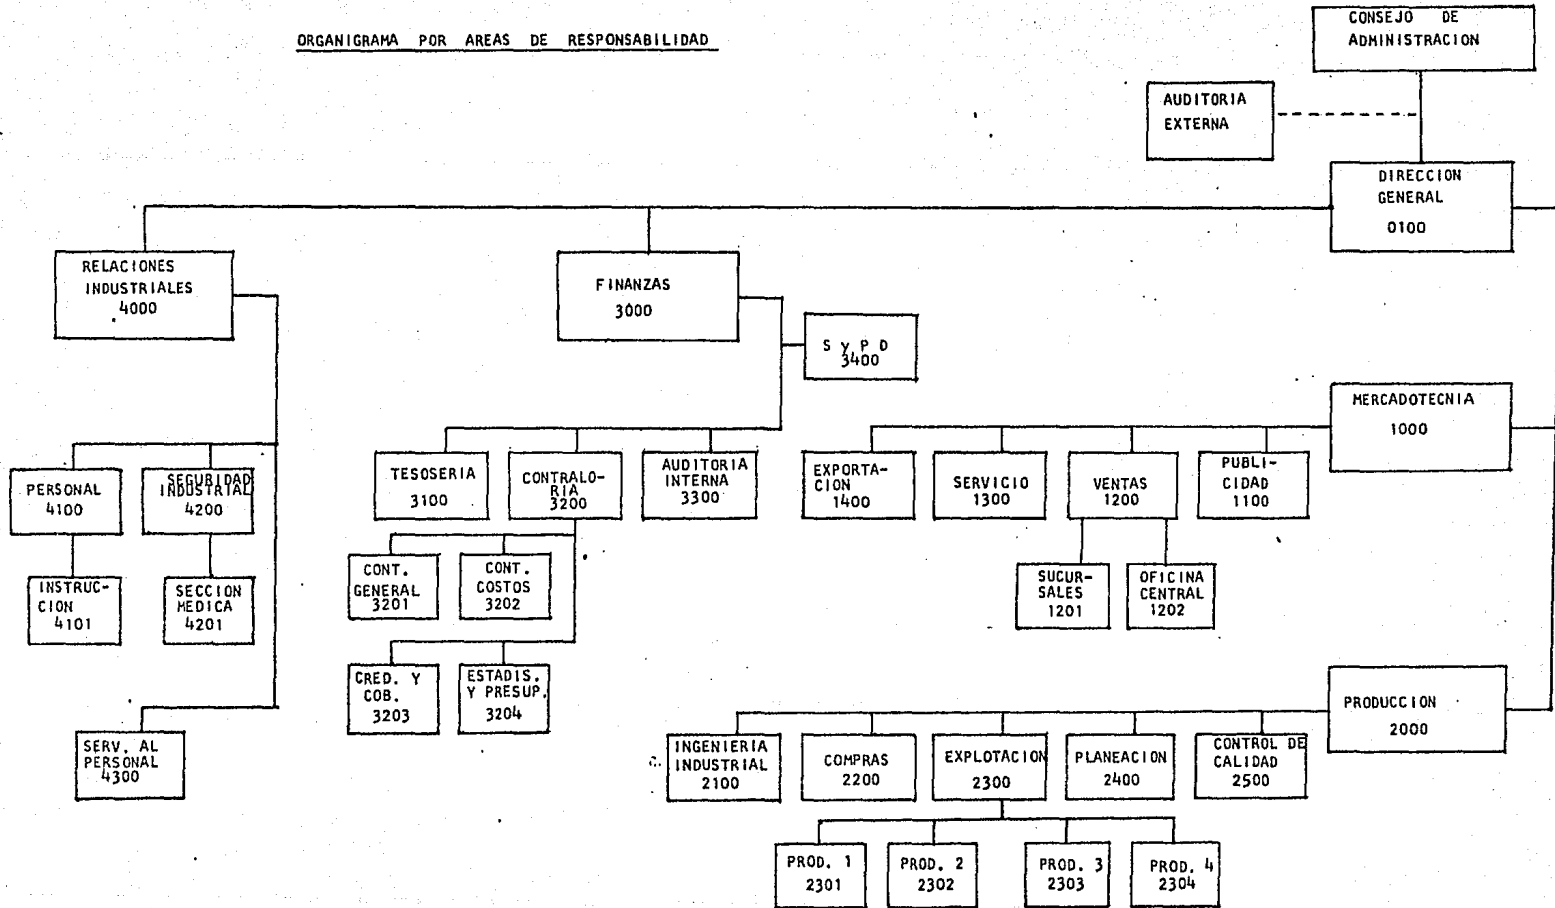 ORGANIGRAMA POR AREAS DE RESPONSABILIDAD
CONSEJO DE
ADMINISTRACION
AUDITORIA
EXTERNA
DIRECCION
GENERAL
0100
RELACIONES
INDUSTRIALES
4000
FINANZAS
3000
S y P D
3400
MERCADOTECNIA
1000
PERSONAL
4100
SEGURIDAD
INDUSTRIAL
4200
TESOSERIA
3100
CONTRALO-
RIA
3200
AUDITORIA
INTERNA
3300
EXPORTA-
CION
1400
SERVICIO
1300
VENTAS
1200
PUBLI-
CIDAD
1100
INSTRUC-
CION
4101
SECCION
MEDICA
4201
CONT.
GENERAL
3201
CONT.
COSTOS
3202
SUCUR-
SALES
1201
OFICINA
CENTRAL
1202
CRED. Y
COB.
3203
ESTADIS.
Y PRESUP.
3204
PRODUCCION
2000
SERV. AL
PERSONAL
4300
INGENIERIA
INDUSTRIAL
2100
COMPRAS
2200
EXPLOTACION
2300
PLANEACION
2400
CONTROL DE
CALIDAD
2500
PROD. 1
2301
PROD. 2
2302
PROD. 3
2303
PROD. 4
2304